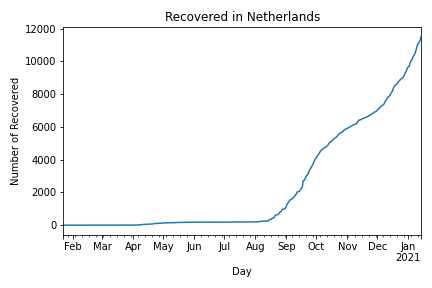 Recovered in Netherlands
12000
10000
8000
6000
4000
2000
0
Number of Recovered
Feb Mar Apr May Jun Jul Aug Sep Oct Nov Dec Jan
2021
Day